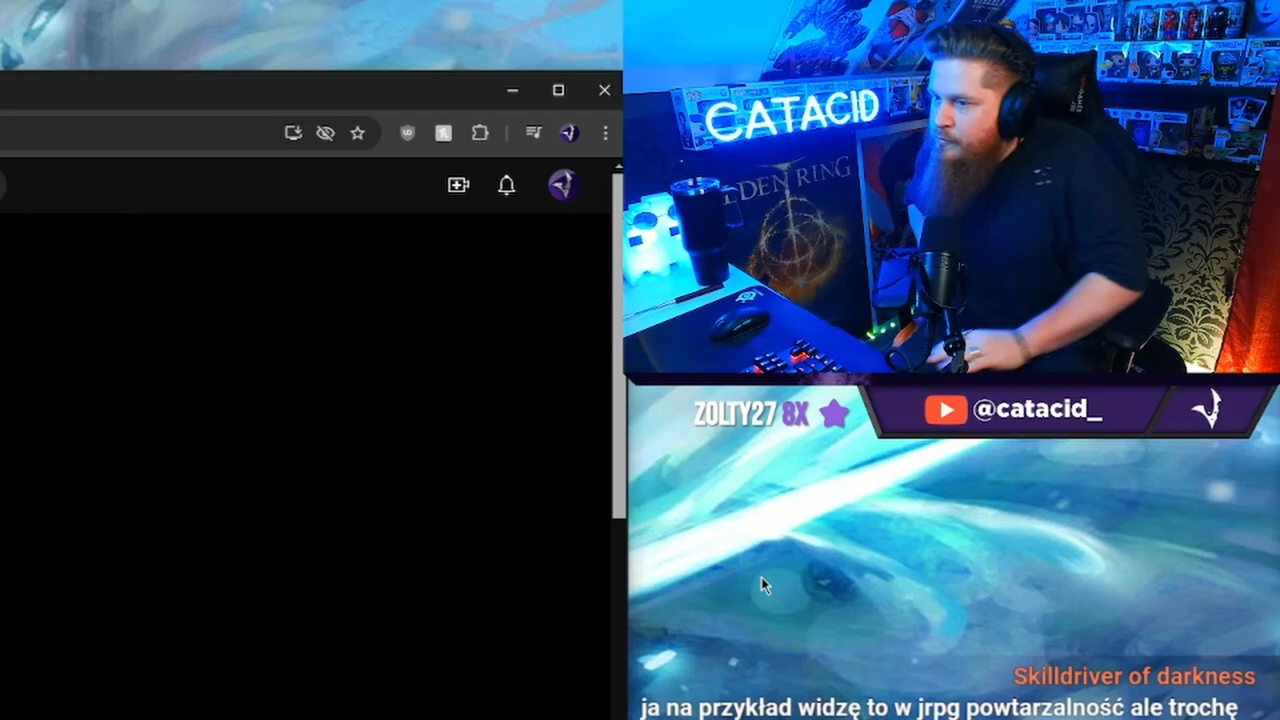 CATACID
ELDEN RING
ZOLTY27 8X
@catacid_
Skilldriver of darkness
ja na przykład widzę to w jrpg powtarzalność ale trochę